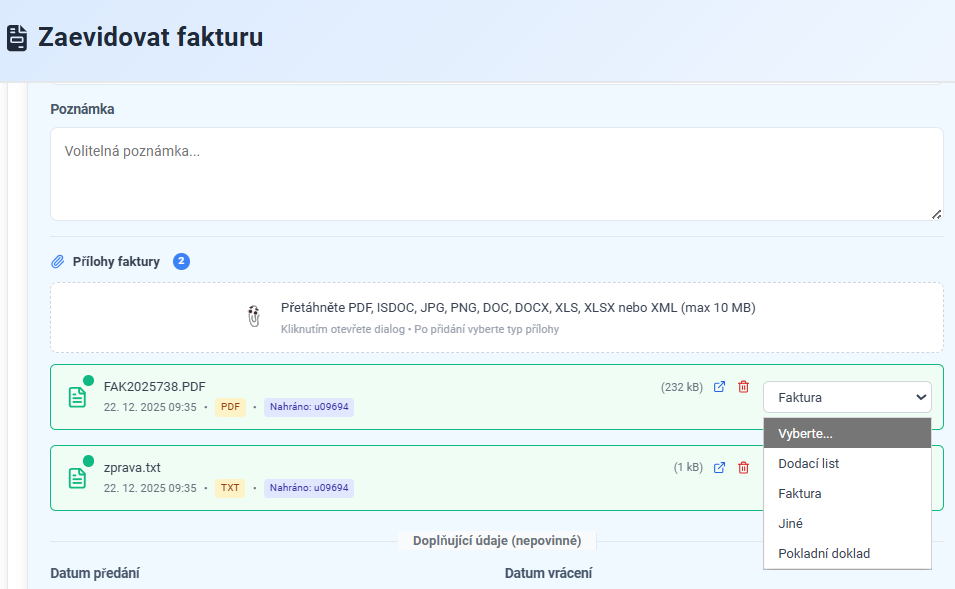 Zaevidovat fakturu
Poznámka
Volitelná poznámka...
Přílohy faktury 2
Přetáhněte PDF, ISDOC, JPG, PNG, DOC, DOCX, XLS, XLSX nebo XML (max 10 MB)
Kliknutím otevřete dialog • Po přidání vyberte typ přílohy
FAK2025738.PDF (232 kB) Faktura
22. 12. 2025 09:35 • PDF • Nahráno: u09694
Vyberte...
Dodací list
Faktura
Jiné
Pokladní doklad
zprava.txt (1 kB)
22. 12. 2025 09:35 • TXT • Nahráno: u09694
Doplňující údaje (nepovinné)
Datum předání Datum vrácení